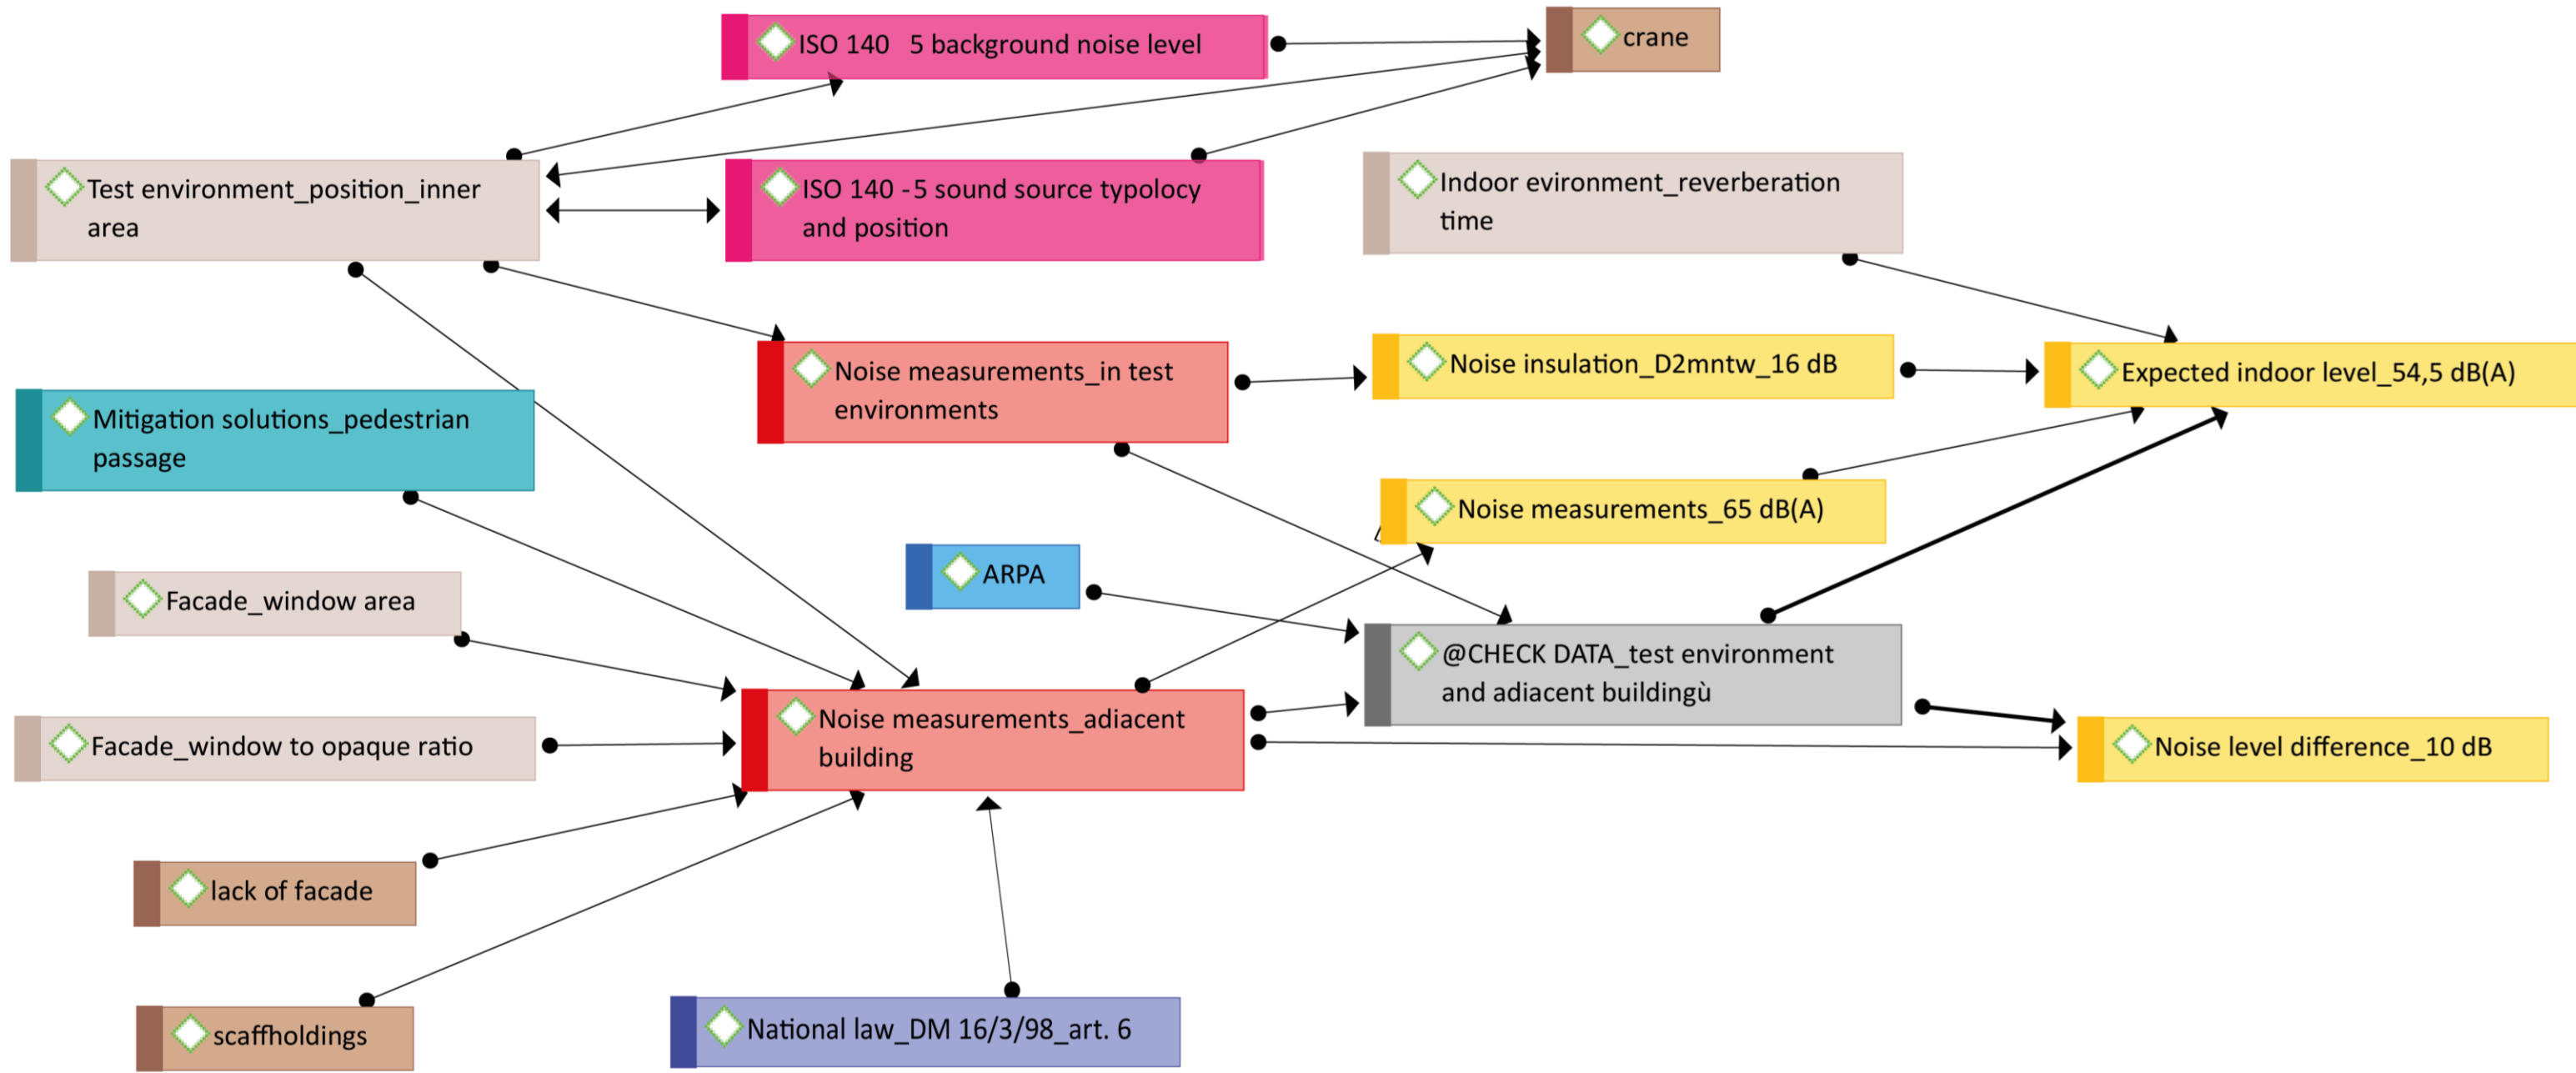 ISO 140 5 background noise level
crane
Test environment_position_inner
area
ISO 140 -5 sound source typolocy
and position
Indoor evironment_reverberation
time
Noise measurements_in test
environments
Noise insulation_D2mntw_16 dB
Expected indoor level_54,5 dB(A)
Mitigation solutions_pedestrian
passage
Noise measurements_65 dB(A)
ARPA
Facade_window area
@CHECK DATA_test environment
and adiacent buildingù
Facade_window to opaque ratio
Noise measurements_adiacent
building
Noise level difference_10 dB
lack of facade
scaffholdings
National law_DM 16/3/98_art. 6